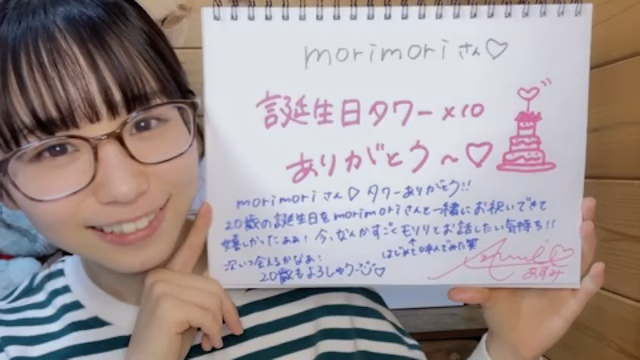 morimoriさん♡
誕生日タワー×10
ありがとう〜♡
morimoriさん♡タワーありがとう!!
20歳の誕生日をmorimoriさんと一緒にお祝いできて
嬉しかったぁぁ!今、なんかすごくモリリとお話したい気持ち!!
次いつ会えるかなぁ!
↑はじめて呼んでみた笑
20歳もよろしゅう
あすみ